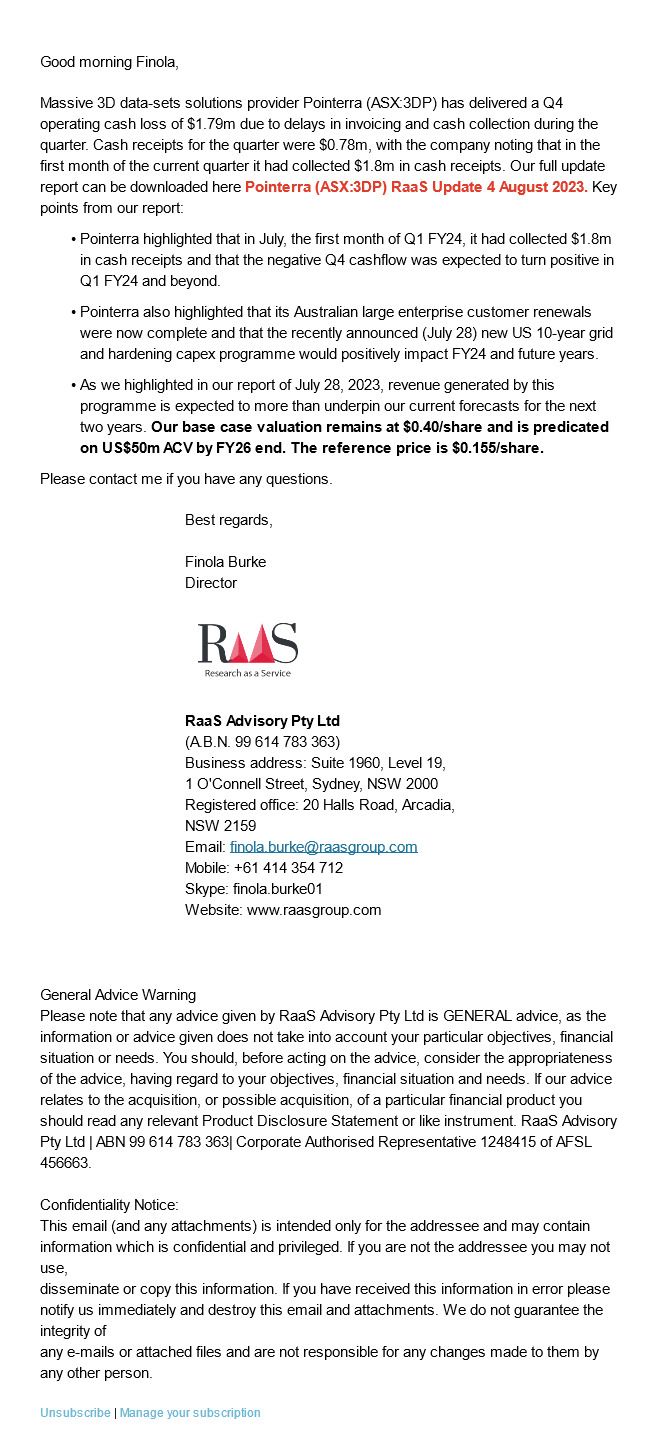 Good morning Finola,
Massive 3D data-sets solutions provider Pointerra (ASX:3DP) has delivered a Q4
operating cash loss of $1.79m due to delays in invoicing and cash collection during the
quarter. Cash receipts for the quarter were $0.78m, with the company noting that in the
first month of the current quarter it had collected $1.8m in cash receipts. Our full update
report can be downloaded here Pointerra (ASX:3DP) RaaS Update 4 August 2023. Key
points from our report:
• Pointerra highlighted that in July, the first month of Q1 FY24, it had collected $1.8m
in cash receipts and that the negative Q4 cashflow was expected to turn positive in
Q1 FY24 and beyond.
• Pointerra also highlighted that its Australian large enterprise customer renewals
were now complete and that the recently announced (July 28) new US 10-year grid
and hardening capex programme would positively impact FY24 and future years.
• As we highlighted in our report of July 28, 2023, revenue generated by this
programme is expected to more than underpin our current forecasts for the next
two years. Our base case valuation remains at $0.40/share and is predicated
on US$50m ACV by FY26 end. The reference price is $0.155/share.
Please contact me if you have any questions.
Best regards,
Finola Burke
Director
RAAS
Research as a Service
RaaS Advisory Pty Ltd
(A.B.N. 99 614 783 363)
Business address: Suite 1960, Level 19,
1 O'Connell Street, Sydney, NSW 2000
Registered office: 20 Halls Road, Arcadia,
NSW 2159
Email: finola.burke@raasgroup.com
Mobile: +61 414 354 712
Skype: finola.burke01
Website: www.raasgroup.com
General Advice Warning
Please note that any advice given by RaaS Advisory Pty Ltd is GENERAL advice, as the
information or advice given does not take into account your particular objectives, financial
situation or needs. You should, before acting on the advice, consider the appropriateness
of the advice, having regard to your objectives, financial situation and needs. If our advice
relates to the acquisition, or possible acquisition, of a particular financial product you
should read any relevant Product Disclosure Statement or like instrument. RaaS Advisory
Pty Ltd | ABN 99 614 783 363| Corporate Authorised Representative 1248415 of AFSL
456663.
Confidentiality Notice:
This email (and any attachments) is intended only for the addressee and may contain
information which is confidential and privileged. If you are not the addressee you may not
use,
disseminate or copy this information. If you have received this information in error please
notify us immediately and destroy this email and attachments. We do not guarantee the
integrity of
any e-mails or attached files and are not responsible for any changes made to them by
any other person.
Unsubscribe | Manage your subscription